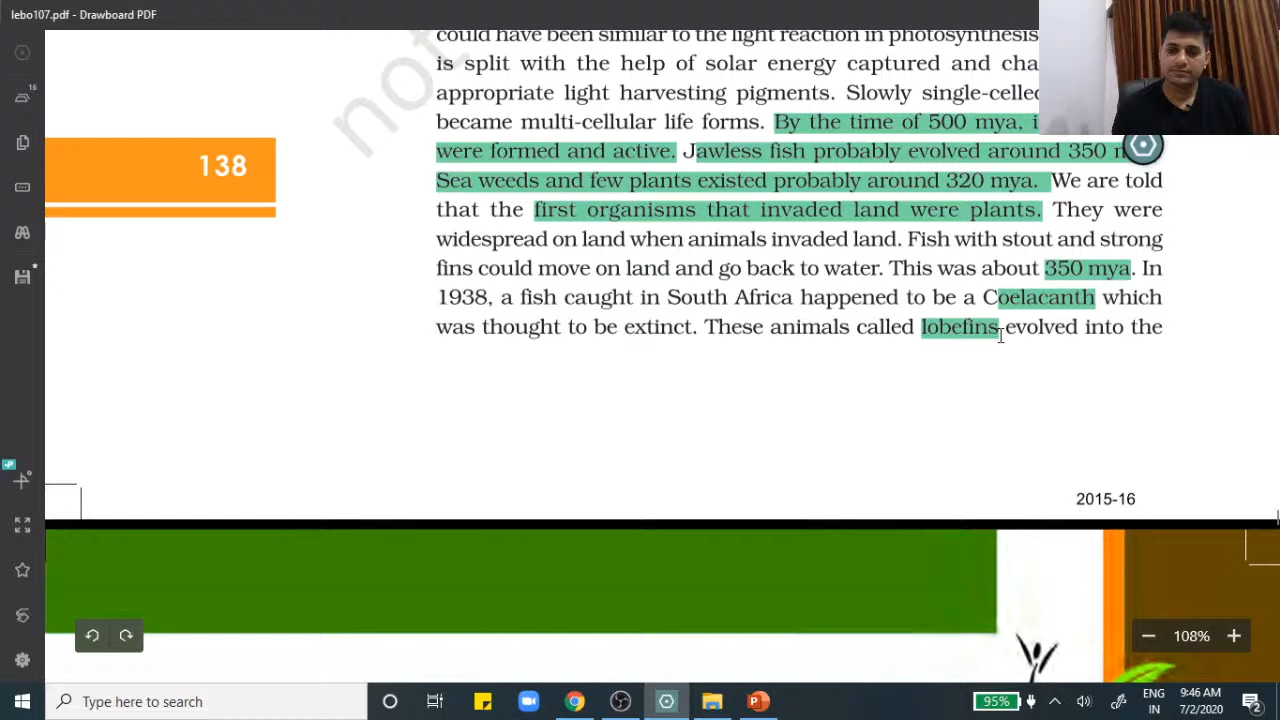 lebo107.pdf - Drawboard PDF
could have been similar to the light reaction in photosynthesis
is split with the help of solar energy captured and cha
appropriate light harvesting pigments. Slowly single-celle
became multi-cellular life forms. By the time of 500 mya, i
were formed and active. Jawless fish probably evolved around 350 m
Sea weeds and few plants existed probably around 320 mya. We are told
that the first organisms that invaded land were plants. They were
widespread on land when animals invaded land. Fish with stout and strong
fins could move on land and go back to water. This was about 350 mya. In
1938, a fish caught in South Africa happened to be a Coelacanth which
was thought to be extinct. These animals called lobefins evolved into the
not
138
18
2015-16
108%
Type here to search
95%
ENG
IN
9:46 AM
7/2/2020
2